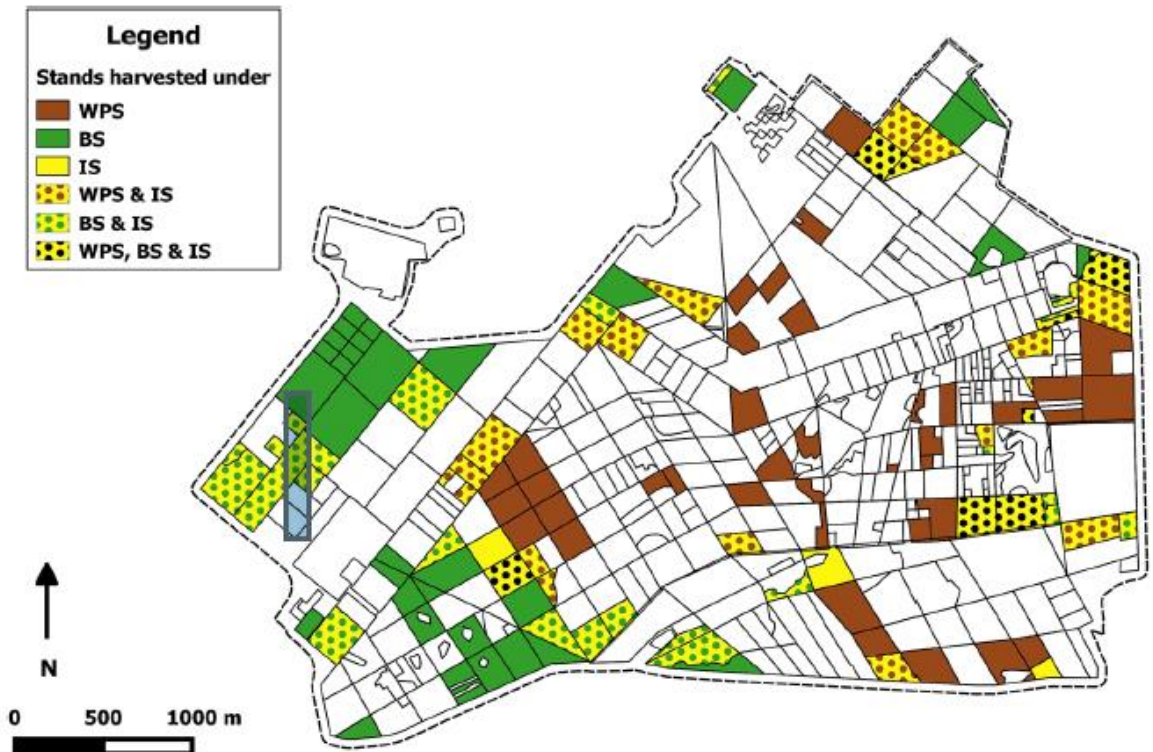 Legend
Stands harvested under
WPS
BS
IS
WPS & IS
BS & IS
WPS, BS & IS
N
0 500 1000 m